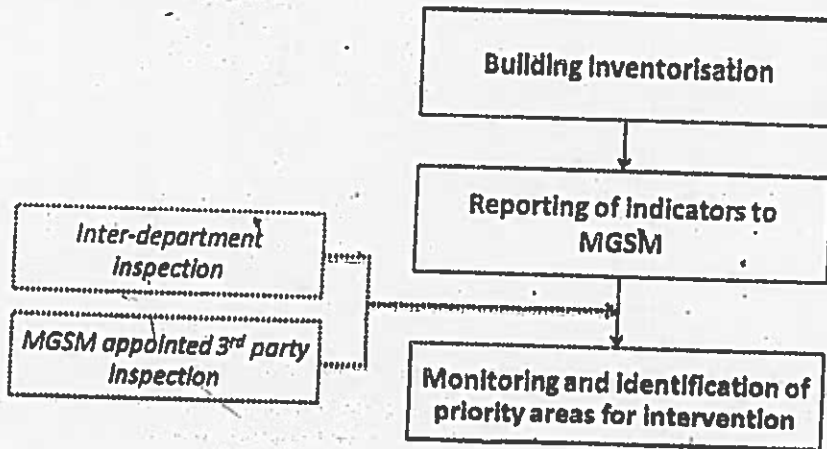 Building Inventorisation
Reporting of indicators to
MGSM
Inter-department
inspection
MGSM appointed 3rd party
inspection
Monitoring and identification of
priority areas for intervention